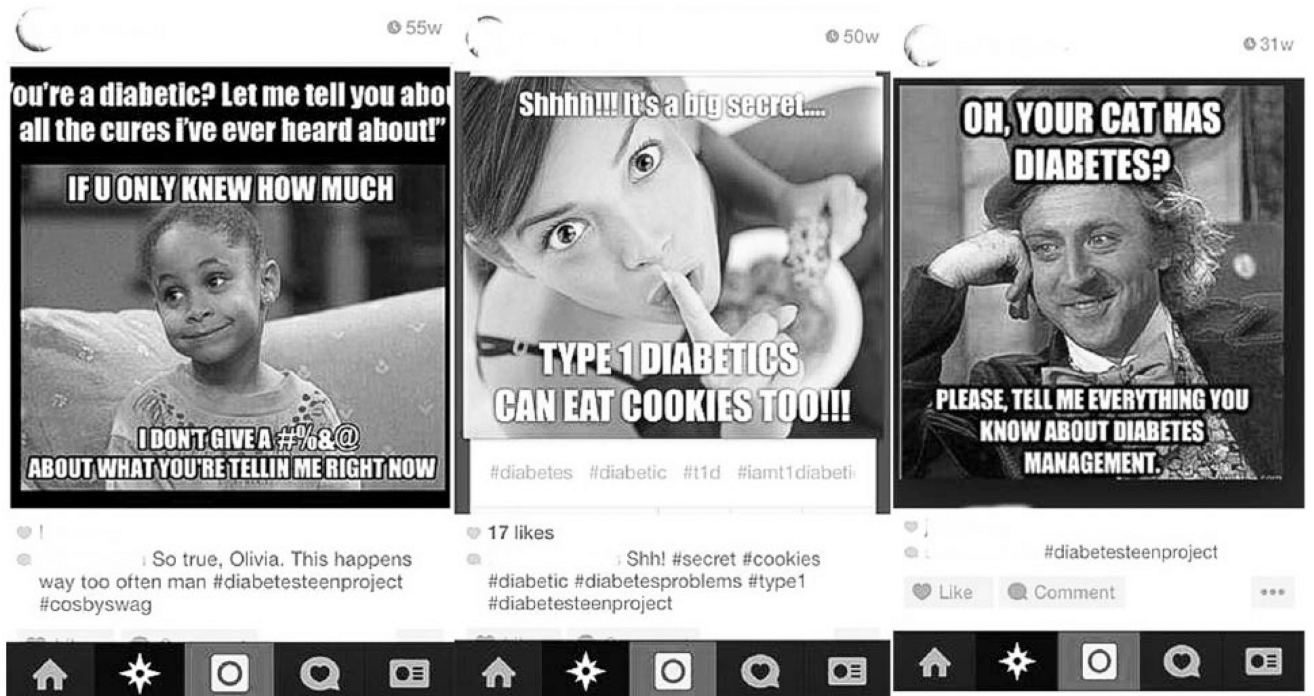 55w
ou're a diabetic? Let me tell you abo
all the cures i've ever heard about!"
IF U ONLY KNEW HOW MUCH
I DON'T GIVE A #%&@
ABOUT WHAT YOU'RE TELLIN ME RIGHT NOW
So true, Olivia. This happens
way too often man #diabetesteenproject
#cosbyswag
50w
Shhhh!!! It's a big secret....
TYPE 1 DIABETICS
CAN EAT COOKIES TOO!!!
#diabetes #diabetic #t1d #iamt1diabeti
17 likes
Shh! #secret #cookies
#diabetic #diabetesproblems #type1
#diabetesteenproject
31w
OH, YOUR CAT HAS
DIABETES?
PLEASE, TELL ME EVERYTHING YOU
KNOW ABOUT DIABETES
MANAGEMENT.
#diabetesteenproject
Like Comment